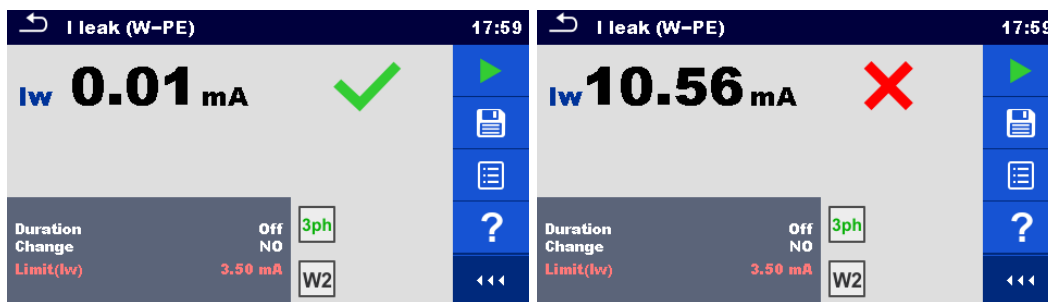 I leak (W-PE) 17:59
Iw 0.01 mA
Duration Off
Change NO
Limit(Iw) 3.50 mA
3ph
W2
?
I leak (W-PE) 17:59
Iw 10.56 mA
Duration Off
Change NO
Limit(Iw) 3.50 mA
3ph
W2
?